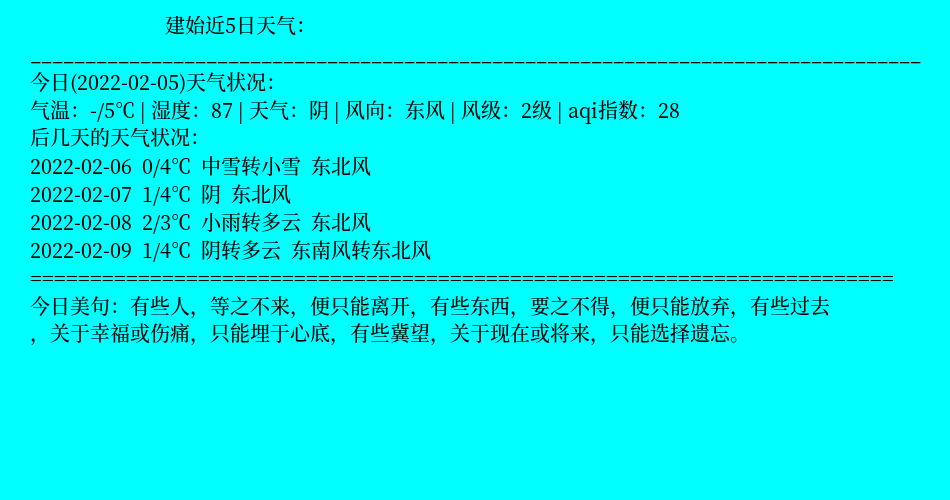 建始近5日天气：
________________________________________________________________________________
今日(2022-02-05)天气状况：
气温：-/5℃ | 湿度：87 | 天气：阴 | 风向：东风 | 风级：2级 | aqi指数：28
后几天的天气状况：
2022-02-06 0/4℃ 中雪转小雪 东北风
2022-02-07 1/4℃ 阴 东北风
2022-02-08 2/3℃ 小雨转多云 东北风
2022-02-09 1/4℃ 阴转多云 东南风转东北风
========================================================================
今日美句：有些人，等之不来，便只能离开，有些东西，要之不得，便只能放弃，有些过去
，关于幸福或伤痛，只能埋于心底，有些冀望，关于现在或将来，只能选择遗忘。